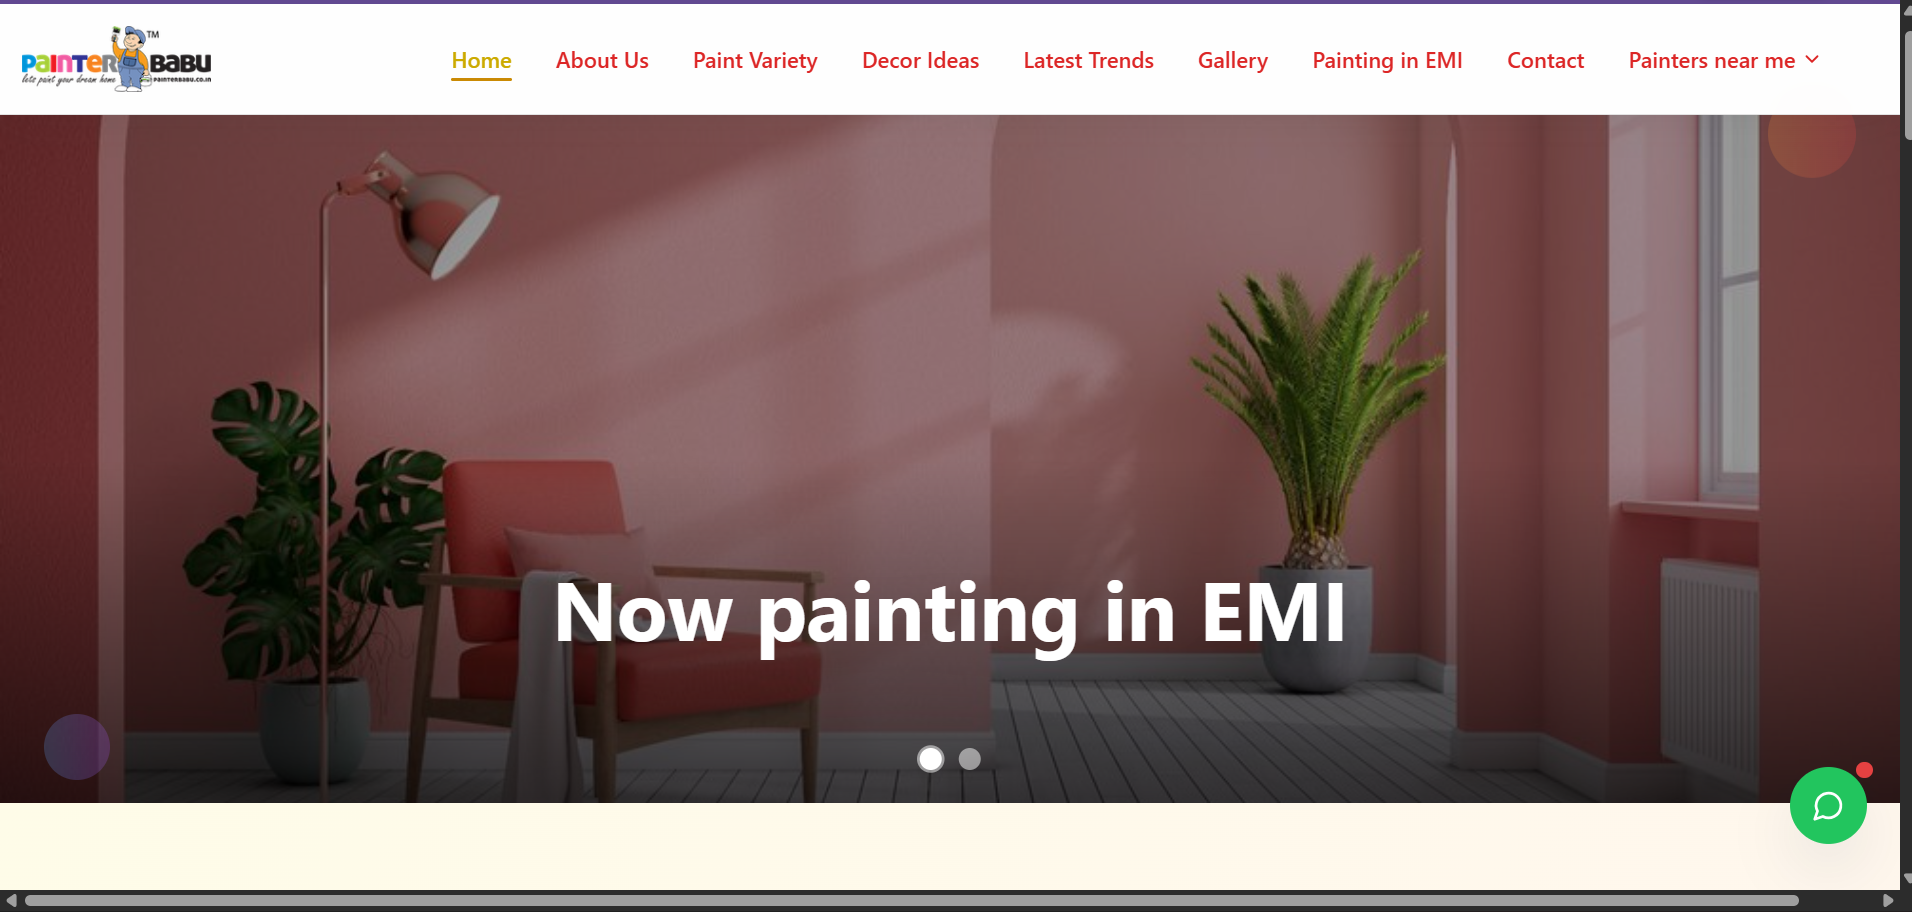 PAINTER BABU TM
lets paint your dream home PAINTERBABU.CO.IN
Home About Us Paint Variety Decor Ideas Latest Trends Gallery Painting in EMI Contact Painters near me
Now painting in EMI